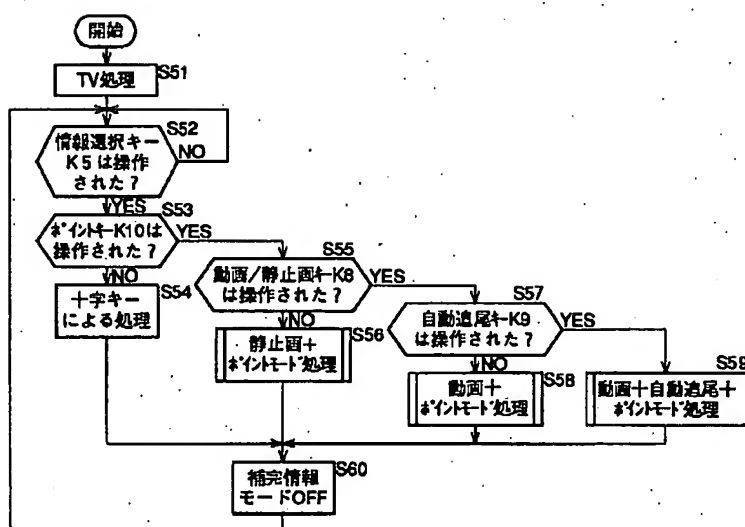 開始
TV処理
S51
情報選択キー
K5は操作
された？
S52
NO
YES
S53
ポイントキーK10は
操作された？
YES
NO
S54
十字キー
による処理
S55
動画/静止画キーK8
は操作された？
YES
NO
S56
静止画+
ポイントモード処理
S57
自動追尾キーK9
は操作された？
YES
NO
S58
動画+
ポイントモード処理
S59
動画+自動追尾+
ポイントモード処理
S60
補完情報
モードOFF